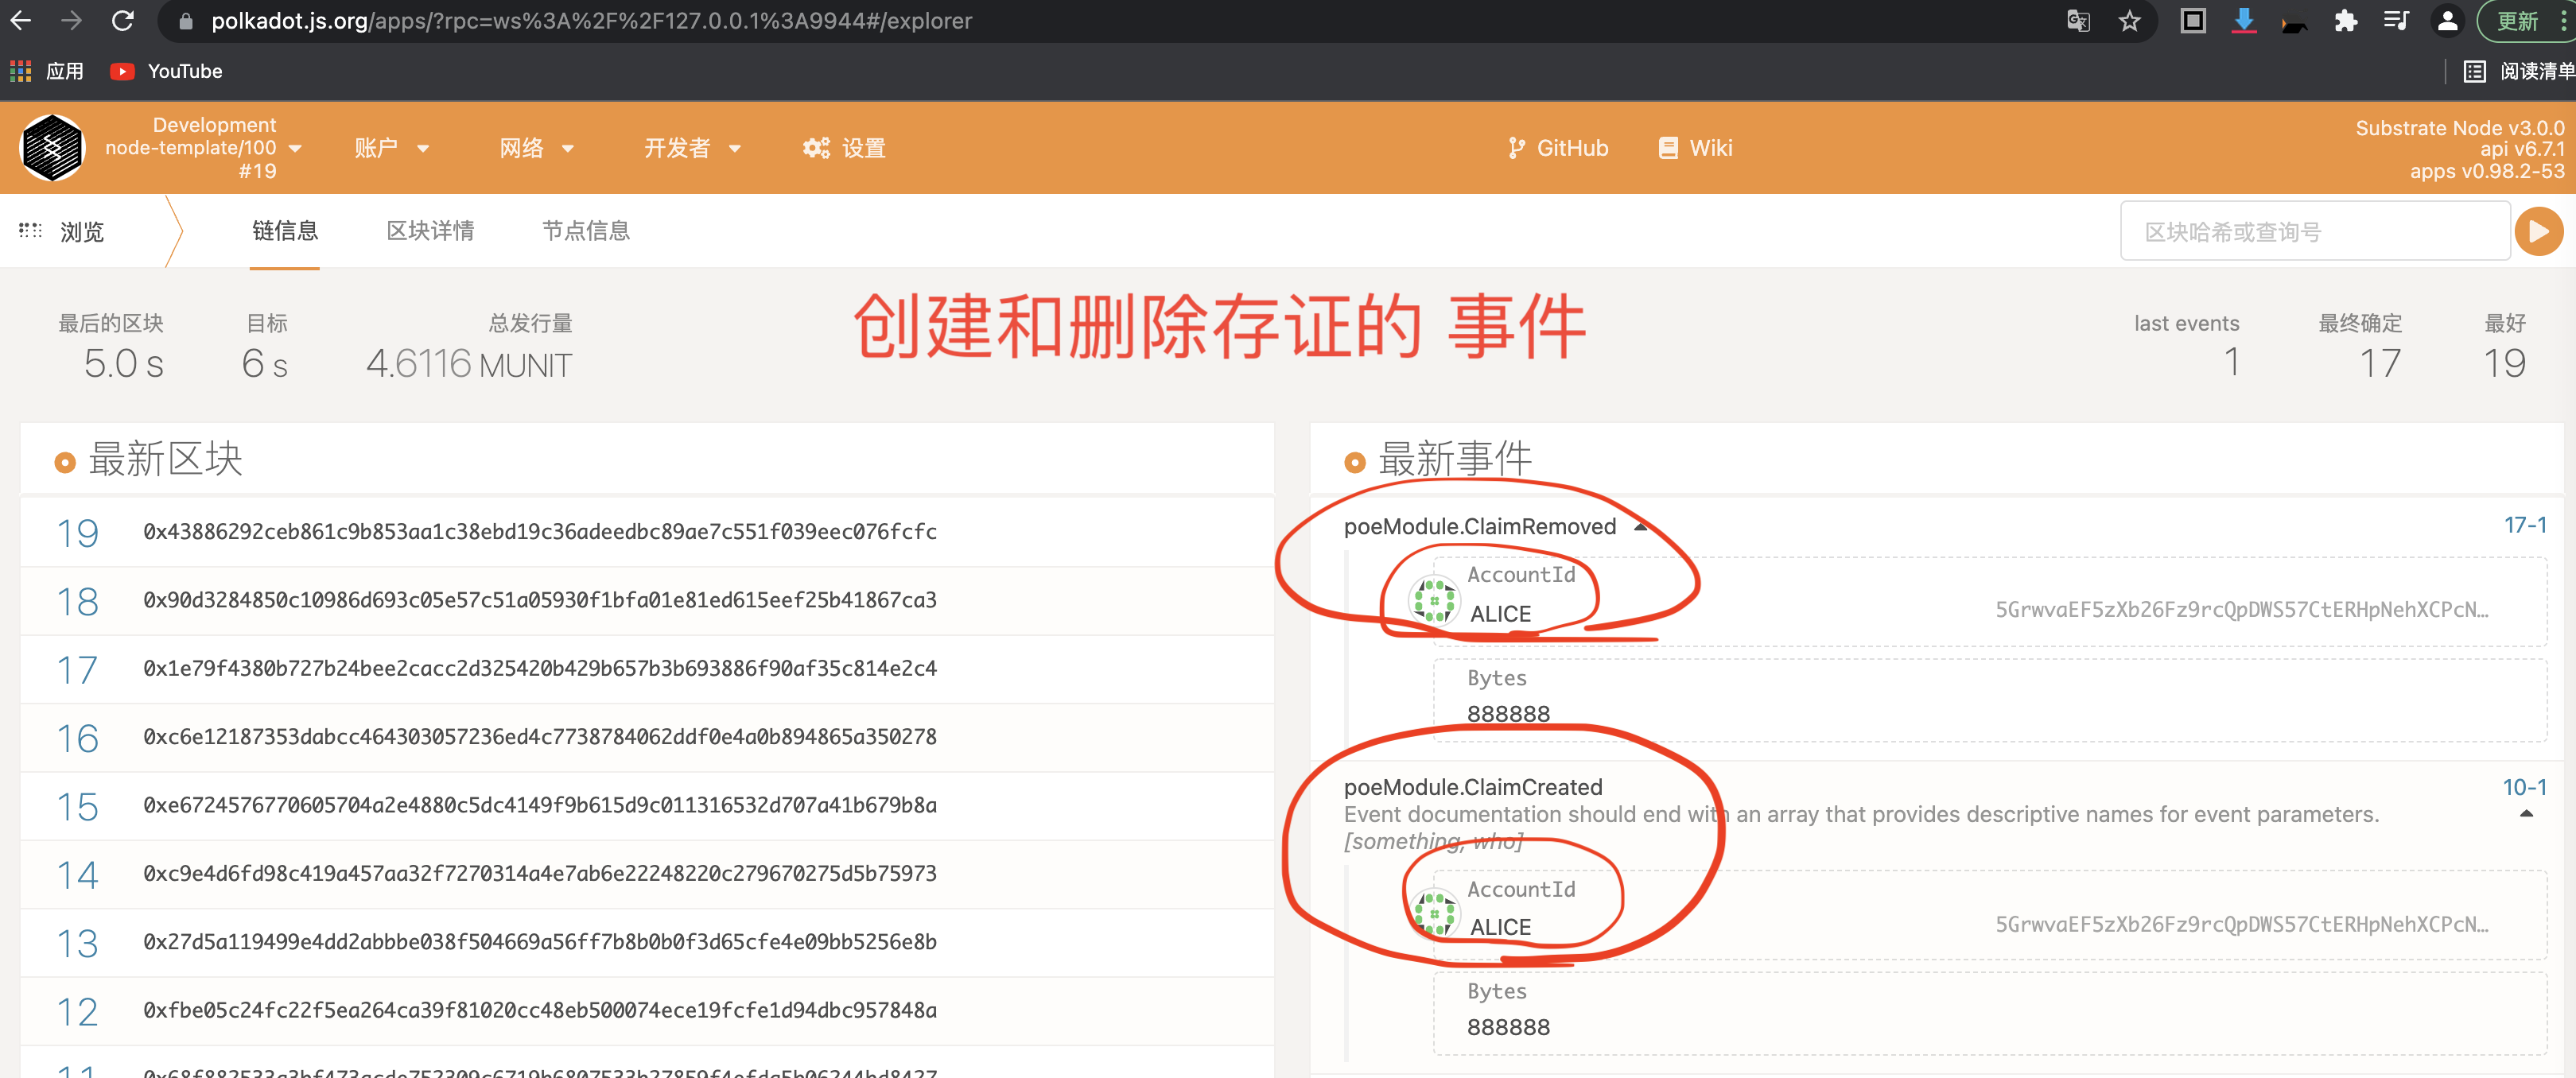 polkadot.js.org/apps/?rpc=ws%3A%2F%2F127.0.0.1%3A9944#/explorer
更新
应用
YouTube
阅读清单
Development
node-template/100
#19
账户
网络
开发者
设置
GitHub
Wiki
Substrate Node v3.0.0
api v6.7.1
apps v0.98.2-53
浏览
链信息
区块详情
节点信息
区块哈希或查询号
最后的区块
5.0 s
目标
6 s
总发行量
4.6116 MUNIT
创建和删除存证的 事件
last events
1
最终确定
17
最好
19
最新区块
19 0x43886292ceb861c9b853aa1c38ebd19c36adeedbc89ae7c551f039eec076fcfc
18 0x90d3284850c10986d693c05e57c51a05930f1bfa01e81ed615eef25b41867ca3
17 0x1e79f4380b727b24bee2cacc2d325420b429b657b3b693886f90af35c814e2c4
16 0xc6e12187353dabcc464303057236ed4c7738784062ddf0e4a0b894865a350278
15 0xe6724576770605704a2e4880c5dc4149f9b615d9c011316532d707a41b679b8a
14 0xc9e4d6fd98c419a457aa32f7270314a4e7ab6e22248220c279670275d5b75973
13 0x27d5a119499e4dd2abbbe038f504669a56ff7b8b0b0f3d65cfe4e09bb5256e8b
12 0xfbe05c24fc22f5ea264ca39f81020cc48eb500074ece19fcfe1d94dbc957848a
最新事件
poeModule.ClaimRemoved
17-1
AccountId
ALICE
5GrwvaEF5zXb26Fz9rcQpDWS57CtERHpNehXCPcN…
Bytes
888888
poeModule.ClaimCreated
10-1
Event documentation should end with an array that provides descriptive names for event parameters.
[something, who]
AccountId
ALICE
5GrwvaEF5zXb26Fz9rcQpDWS57CtERHpNehXCPcN…
Bytes
888888